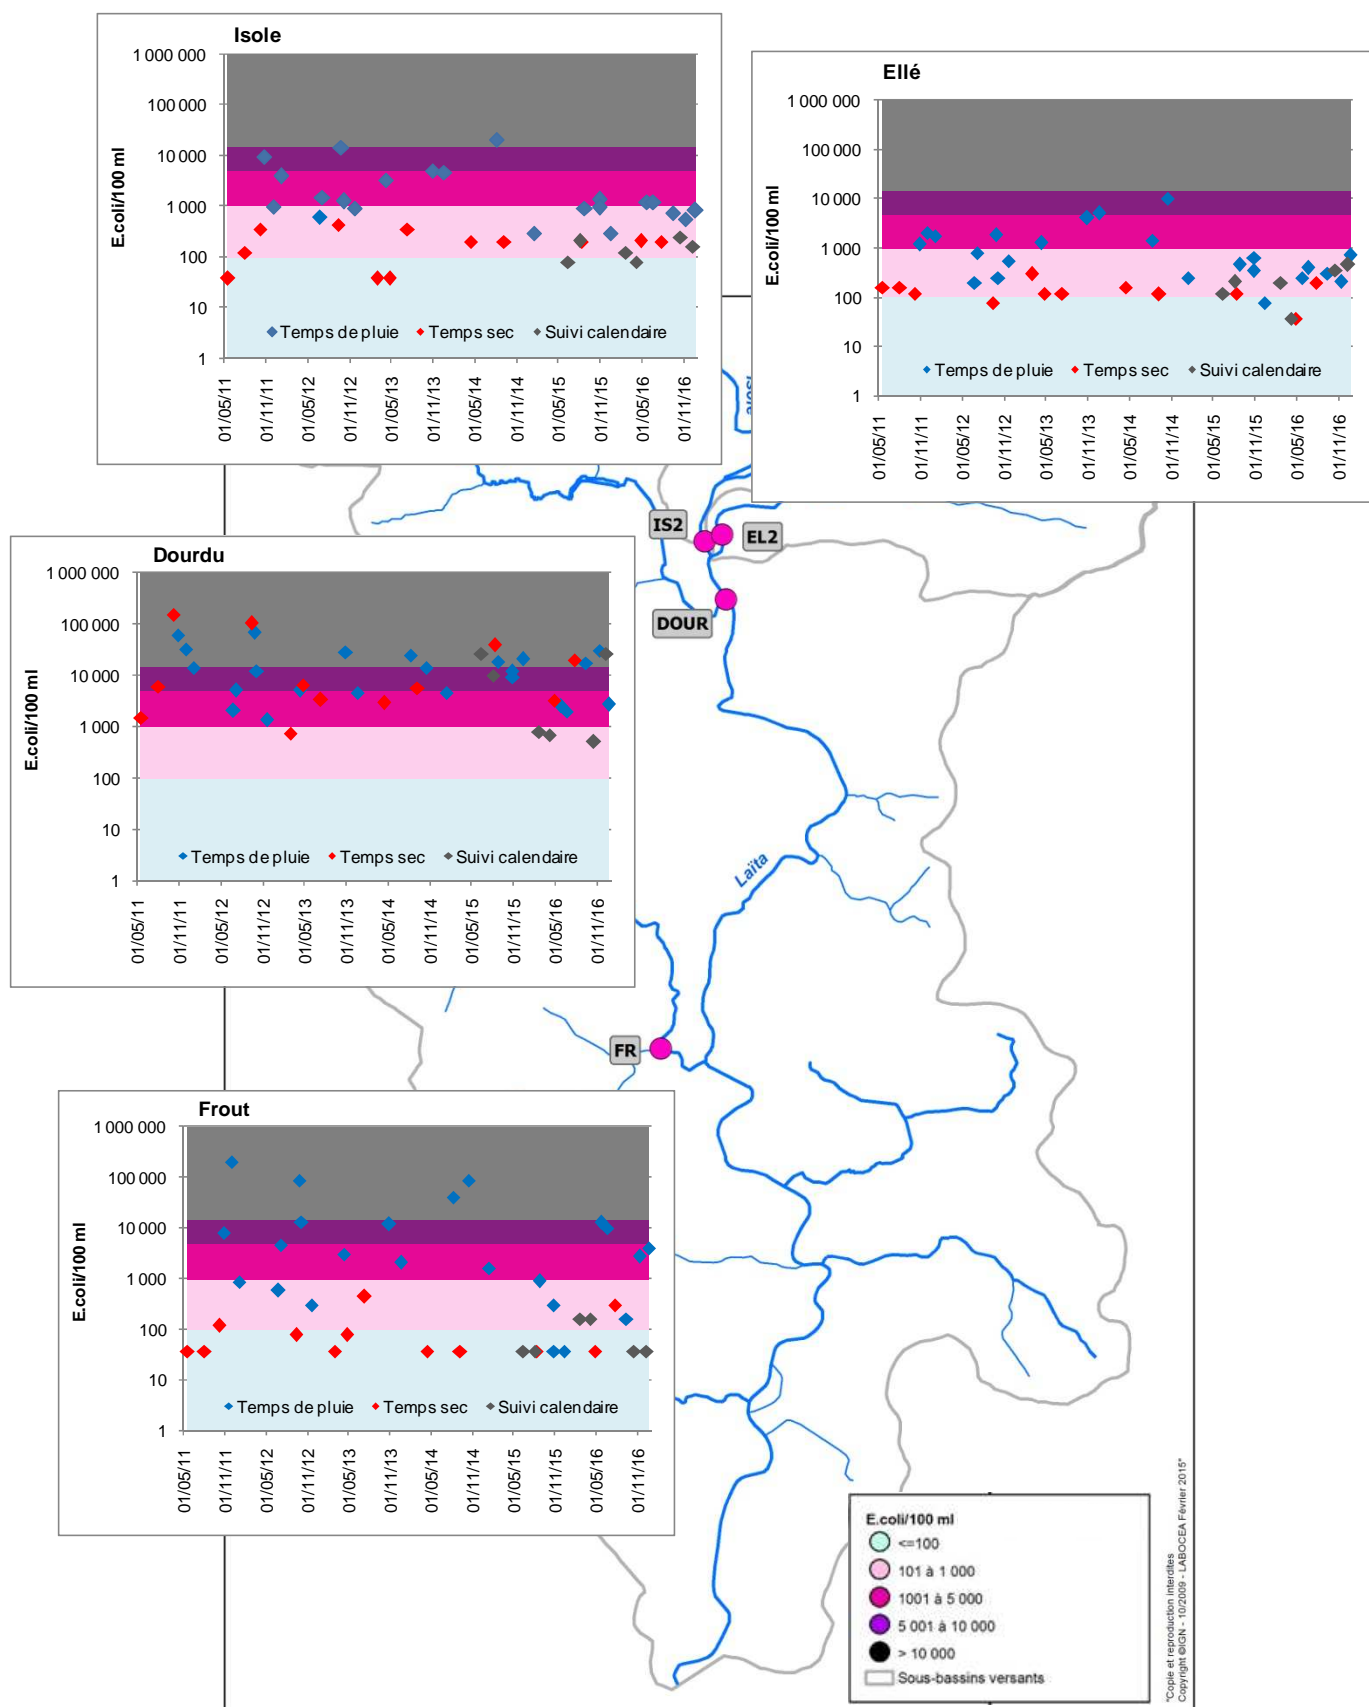 Isole
1 000 000
100 000
10 000
1 000
100
10
1
E.coli/100 ml
Temps de pluie
Temps sec
Suivi calendaire
01/05/11
01/11/11
01/05/12
01/11/12
01/05/13
01/11/13
01/05/14
01/11/14
01/05/15
01/11/15
01/05/16
01/11/16
Ellé
1 000 000
100 000
10 000
1 000
100
10
1
E.coli/100 ml
Temps de pluie
Temps sec
Suivi calendaire
01/05/11
01/11/11
01/05/12
01/11/12
01/05/13
01/11/13
01/05/14
01/11/14
01/05/15
01/11/15
01/05/16
01/11/16
Isole
IS2
EL2
DOUR
Dourdu
1 000 000
100 000
10 000
1 000
100
10
1
E.coli/100 ml
Temps de pluie
Temps sec
Suivi calendaire
01/05/11
01/11/11
01/05/12
01/11/12
01/05/13
01/11/13
01/05/14
01/11/14
01/05/15
01/11/15
01/05/16
01/11/16
Laïta
FR
Frout
1 000 000
100 000
10 000
1 000
100
10
1
E.coli/100 ml
Temps de pluie
Temps sec
Suivi calendaire
01/05/11
01/11/11
01/05/12
01/11/12
01/05/13
01/11/13
01/05/14
01/11/14
01/05/15
01/11/15
01/05/16
01/11/16
E.coli/100 ml
<=100
101 à 1 000
1001 à 5 000
5 001 à 10 000
> 10 000
Sous-bassins versants
"Copie et reproduction interdites
Copyright ©IGN - 10/2009 - LABOCEA Février 2015"